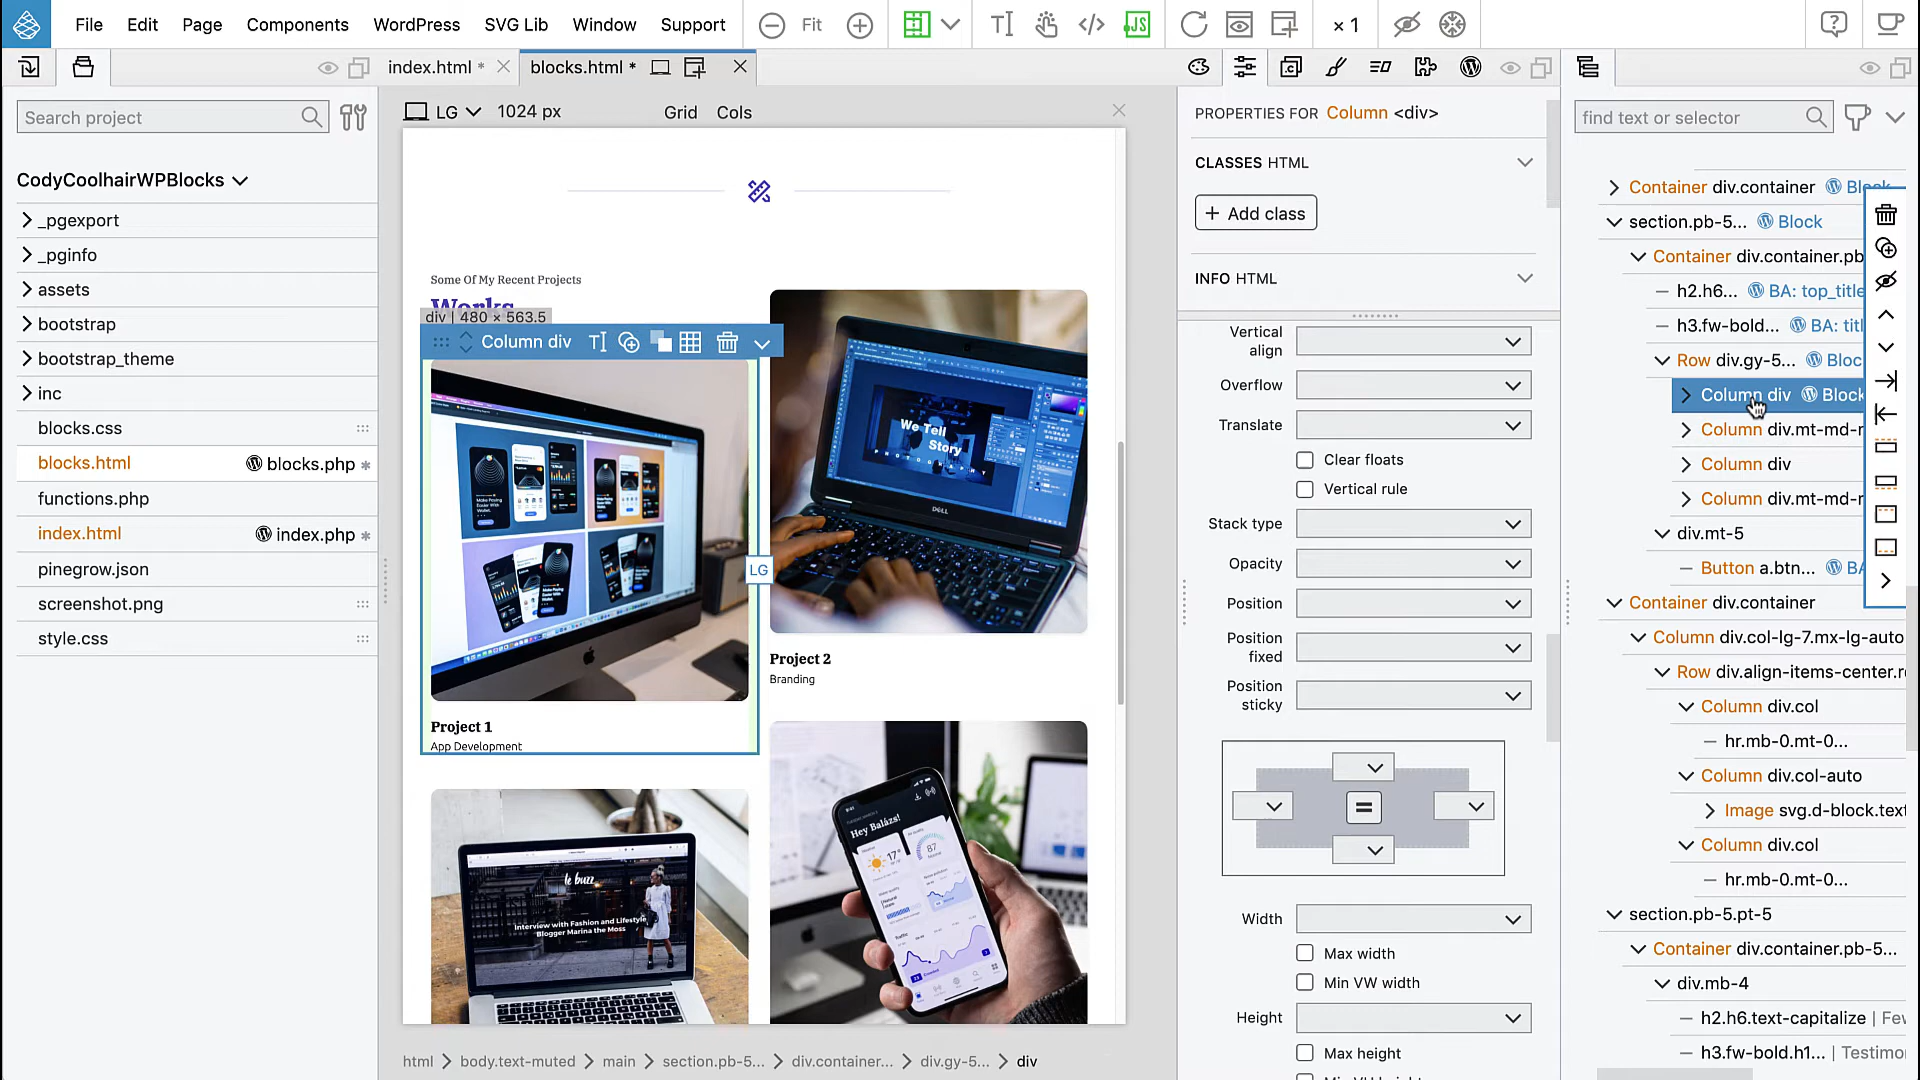 File Edit Page Components WordPress SVG Lib Window Support Fit × 1
index.html * blocks.html *
Search project
CodyCoolhairWPBlocks
_pgexport
_pginfo
assets
bootstrap
bootstrap_theme
inc
blocks.css
blocks.html blocks.php *
functions.php
index.html index.php *
pinegrow.json
screenshot.png
style.css
LG 1024 px Grid Cols
Some Of My Recent Projects
Works
div | 480 × 563.5
Column div
We Tell
Story
PHOTOGRAPHY
DELL
LG
Project 1
App Development
Project 2
Branding
le buzz
Interview with Fashion and Lifestyle
Blogger Marina the Moss
Hey Balázs!
html body.text-muted main section.pb-5... div.container... div.gy-5... div
PROPERTIES FOR Column <div>
CLASSES HTML
+ Add class
INFO HTML
Vertical
align
Overflow
Translate
Clear floats
Vertical rule
Stack type
Opacity
Position
Position
fixed
Position
sticky
=
Width
Max width
Min VW width
Height
Max height
find text or selector
Container div.container Block
section.pb-5... Block
Container div.container.pb
h2.h6... BA: top_title
h3.fw-bold... BA: titl
Row div.gy-5... Bloc
Column div Block
Column div.mt-md-r
Column div
Column div.mt-md-r
div.mt-5
Button a.btn... BA
Container div.container
Column div.col-lg-7.mx-lg-auto
Row div.align-items-center.r
Column div.col
hr.mb-0.mt-0...
Column div.col-auto
Image svg.d-block.text
Column div.col
hr.mb-0.mt-0...
section.pb-5.pt-5
Container div.container.pb-5...
div.mb-4
h2.h6.text-capitalize | Few
h3.fw-bold.h1... | Testimo